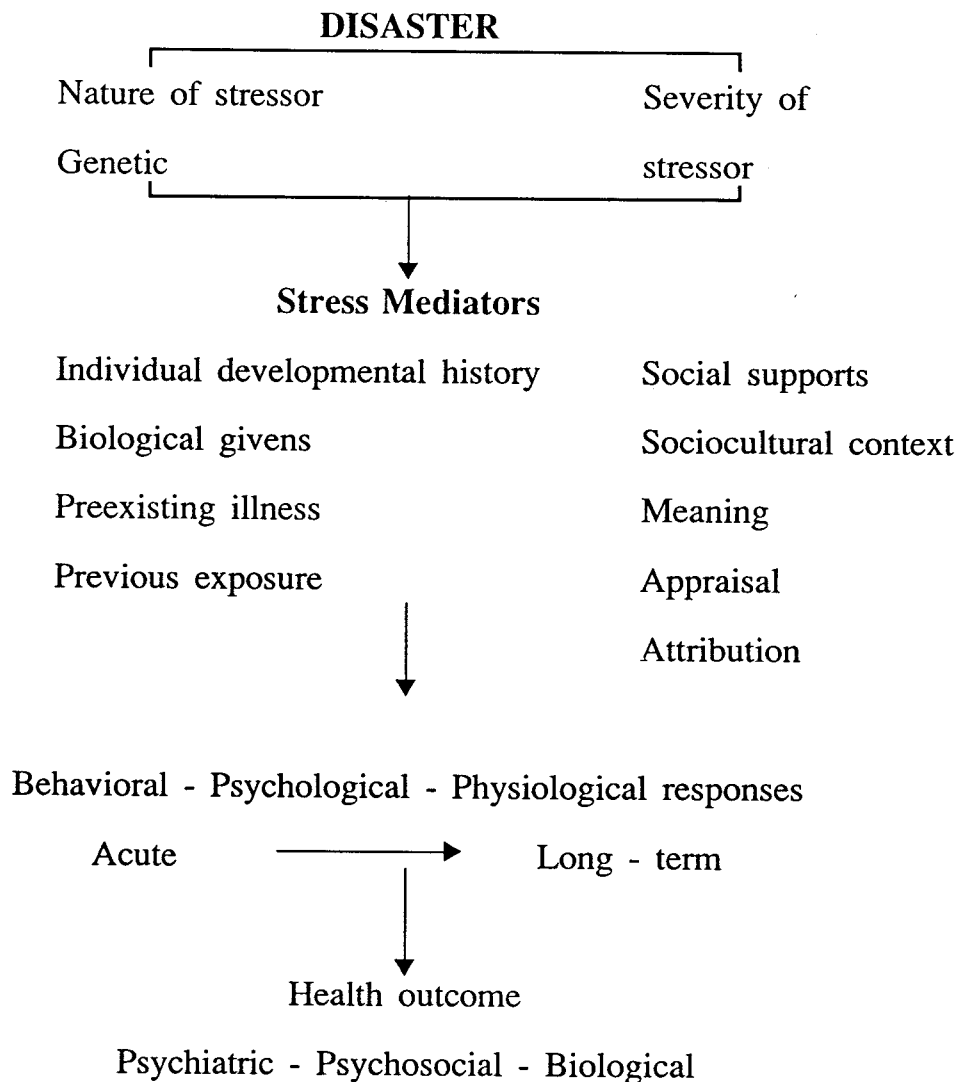 DISASTER
Nature of stressor
Severity of
Genetic
stressor
Stress Mediators
Individual developmental history
Social supports
Biological givens
Sociocultural context
Preexisting illness
Meaning
Previous exposure
Appraisal
Attribution
Behavioral - Psychological - Physiological responses
Acute
Long - term
Health outcome
Psychiatric - Psychosocial - Biological